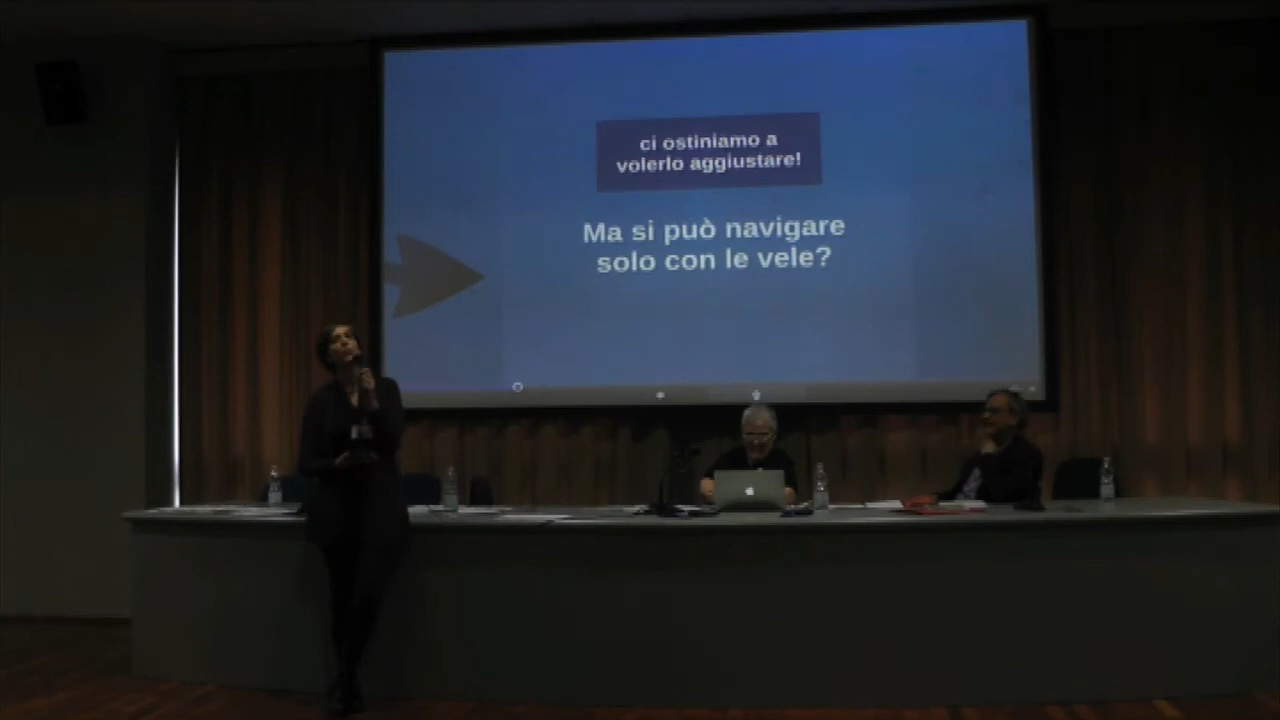 ci ostiniamo a
volerlo aggiustare!
Ma si può navigare
solo con le vele?